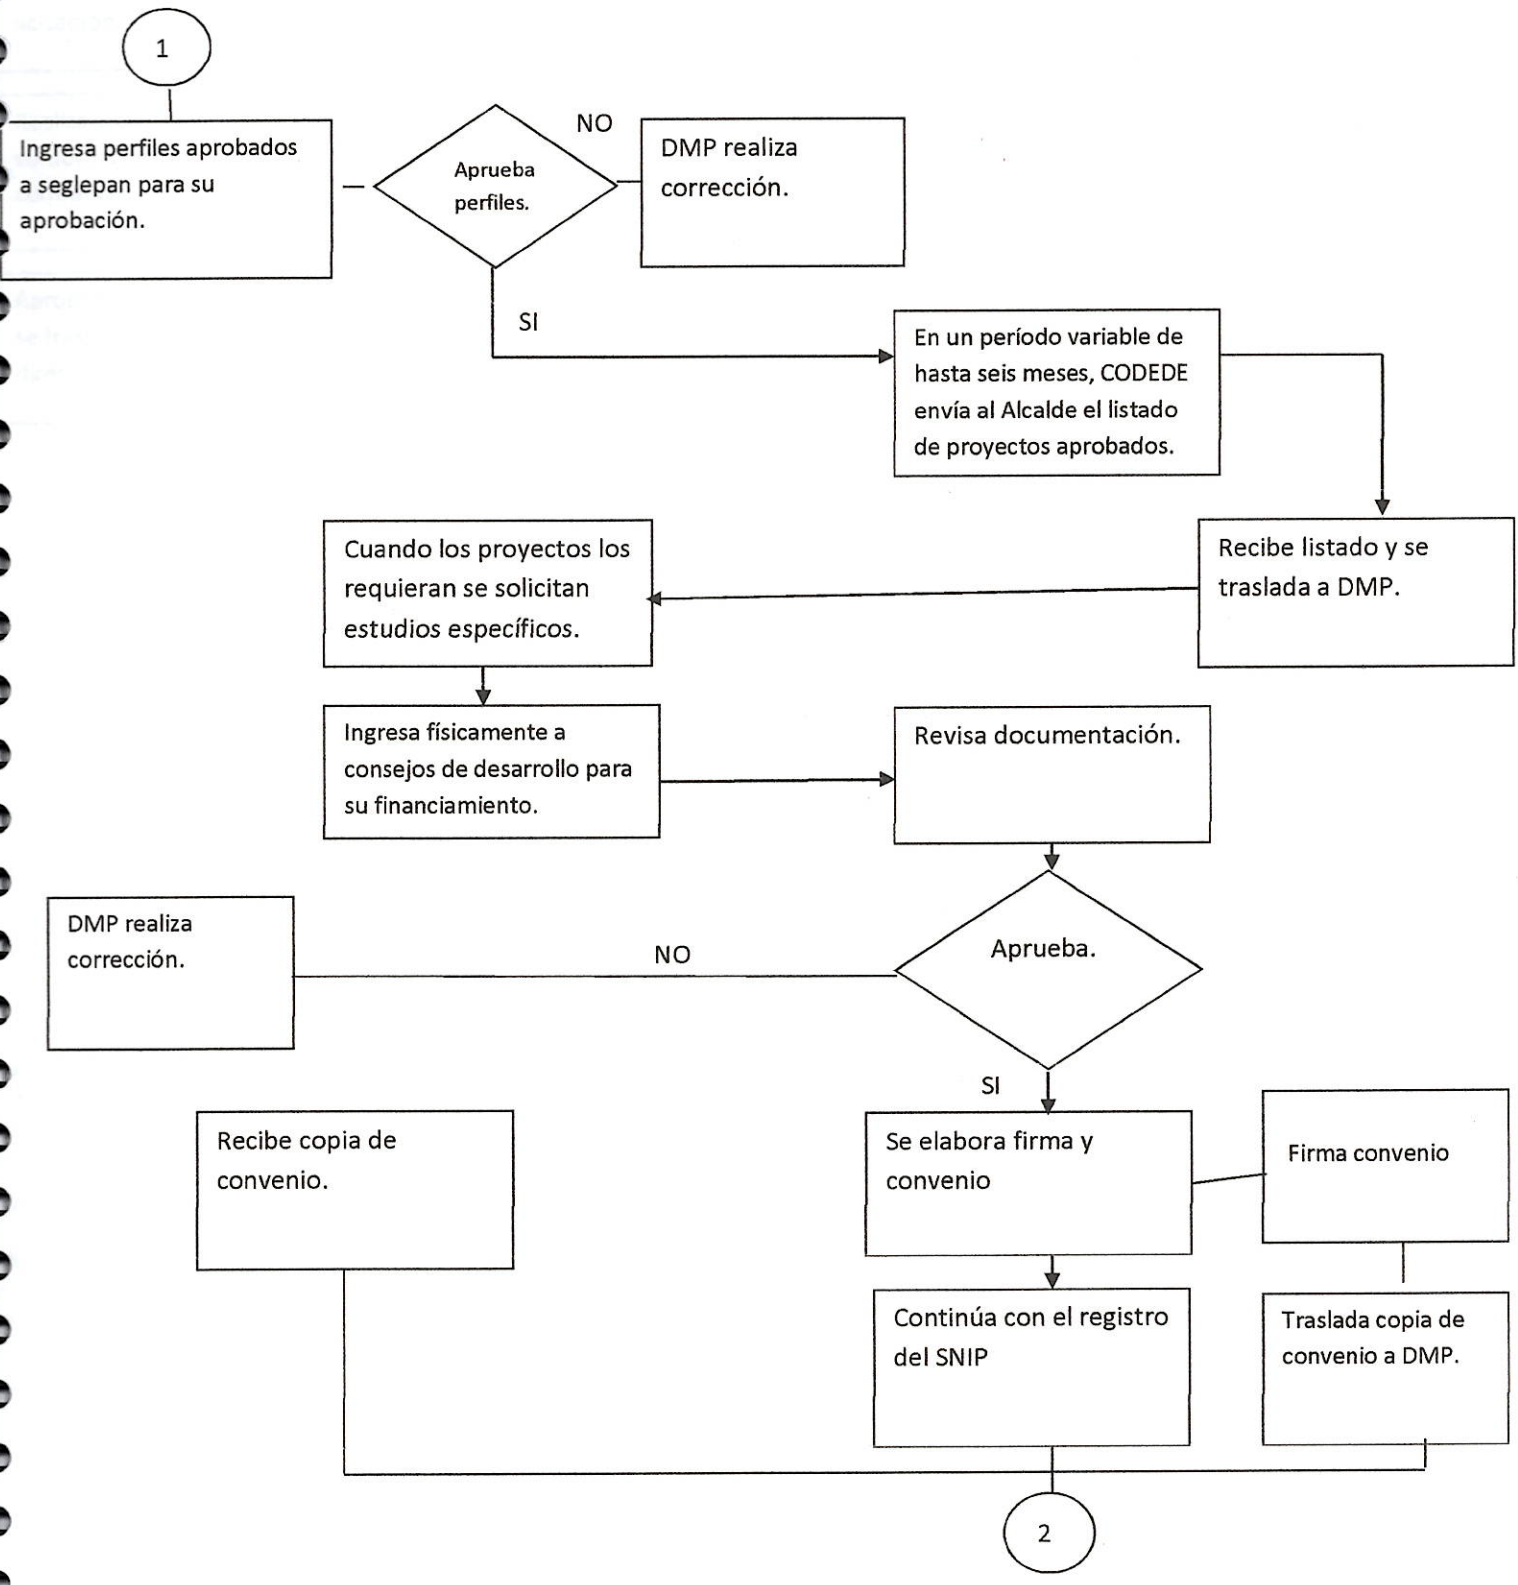 1
Ingresa perfiles aprobados
a seglepan para su
aprobación.
Aprueba
perfiles.
NO
DMP realiza
corrección.
SI
En un período variable de
hasta seis meses, CODEDE
envía al Alcalde el listado
de proyectos aprobados.
Recibe listado y se
traslada a DMP.
Cuando los proyectos los
requieran se solicitan
estudios específicos.
Ingresa físicamente a
consejos de desarrollo para
su financiamiento.
Revisa documentación.
Aprueba.
NO
DMP realiza
corrección.
SI
Se elabora firma y
convenio
Firma convenio
Recibe copia de
convenio.
Continúa con el registro
del SNIP
Traslada copia de
convenio a DMP.
2